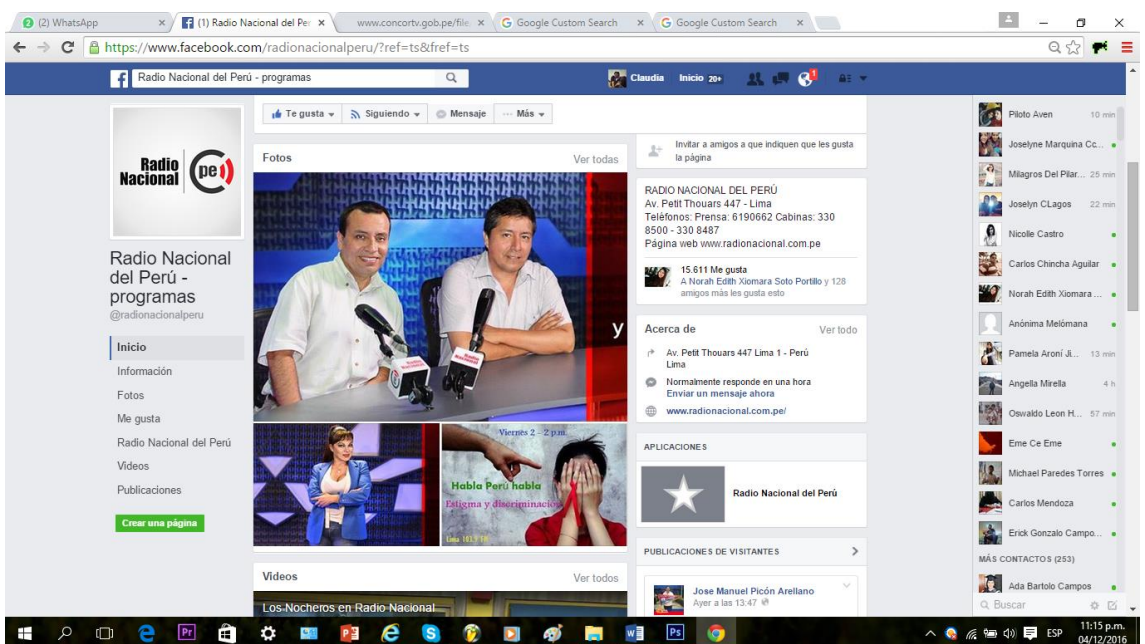 (2) WhatsApp
(1) Radio Nacional del Per
www.concortv.gob.pe/file
Google Custom Search
Google Custom Search
https://www.facebook.com/radionacionalperu/?ref=ts&fref=ts
Radio Nacional del Perú - programas
Claudia
Inicio 20+
1
Radio
Nacional
pe
Radio Nacional
del Perú -
programas
@radionacionalperu
Inicio
Información
Fotos
Me gusta
Radio Nacional del Perú
Videos
Publicaciones
Crear una página
Te gusta
Siguiendo
Mensaje
··· Más
Fotos
Ver todas
y
Viernes 2 - 2 p.m.
Habla Perú habla
Estigma y discriminación
Lima 103.9 FM
Videos
Ver todos
Los Nocheros en Radio Nacional
Invitar a amigos a que indiquen que les gusta
la página
RADIO NACIONAL DEL PERÚ
Av. Petit Thouars 447 - Lima
Teléfonos: Prensa: 6190662 Cabinas: 330
8500 - 330 8487
Página web www.radionacional.com.pe
15.611 Me gusta
A Norah Edith Xiomara Soto Portillo y 128
amigos más les gusta esto
Acerca de
Ver todo
Av. Petit Thouars 447 Lima 1 - Perú
Lima
Normalmente responde en una hora
Enviar un mensaje ahora
www.radionacional.com.pe/
APLICACIONES
Radio Nacional del Perú
PUBLICACIONES DE VISITANTES
Jose Manuel Picón Arellano
Ayer a las 13:47
Piloto Aven 10 min
Joselyne Marquina Cc...
Milagros Del Pilar... 25 min
Joselyn CLagos 22 min
Nicolle Castro
Carlos Chincha Aguilar
Norah Edith Xiomara ...
Anónima Melómana
Pamela Aroní Ji... 13 min
Angella Mirella 4 h
Oswaldo Leon H... 57 min
Eme Ce Eme
Michael Paredes Torres
Carlos Mendoza
Erick Gonzalo Campo...
MÁS CONTACTOS (253)
Ada Bartolo Campos
Buscar
ESP
11:15 p.m.
04/12/2016